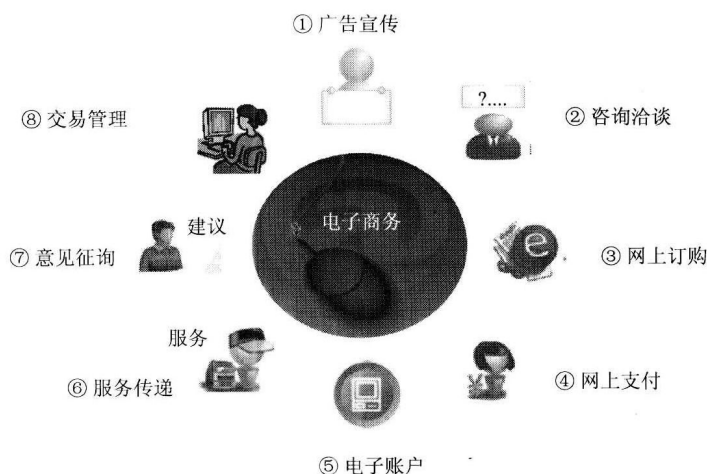 ① 广告宣传
?....
② 咨询洽谈
⑧ 交易管理
电子商务
建议
⑦ 意见征询
e
③ 网上订购
服务
⑥ 服务传递
¥
④ 网上支付
⑤ 电子账户